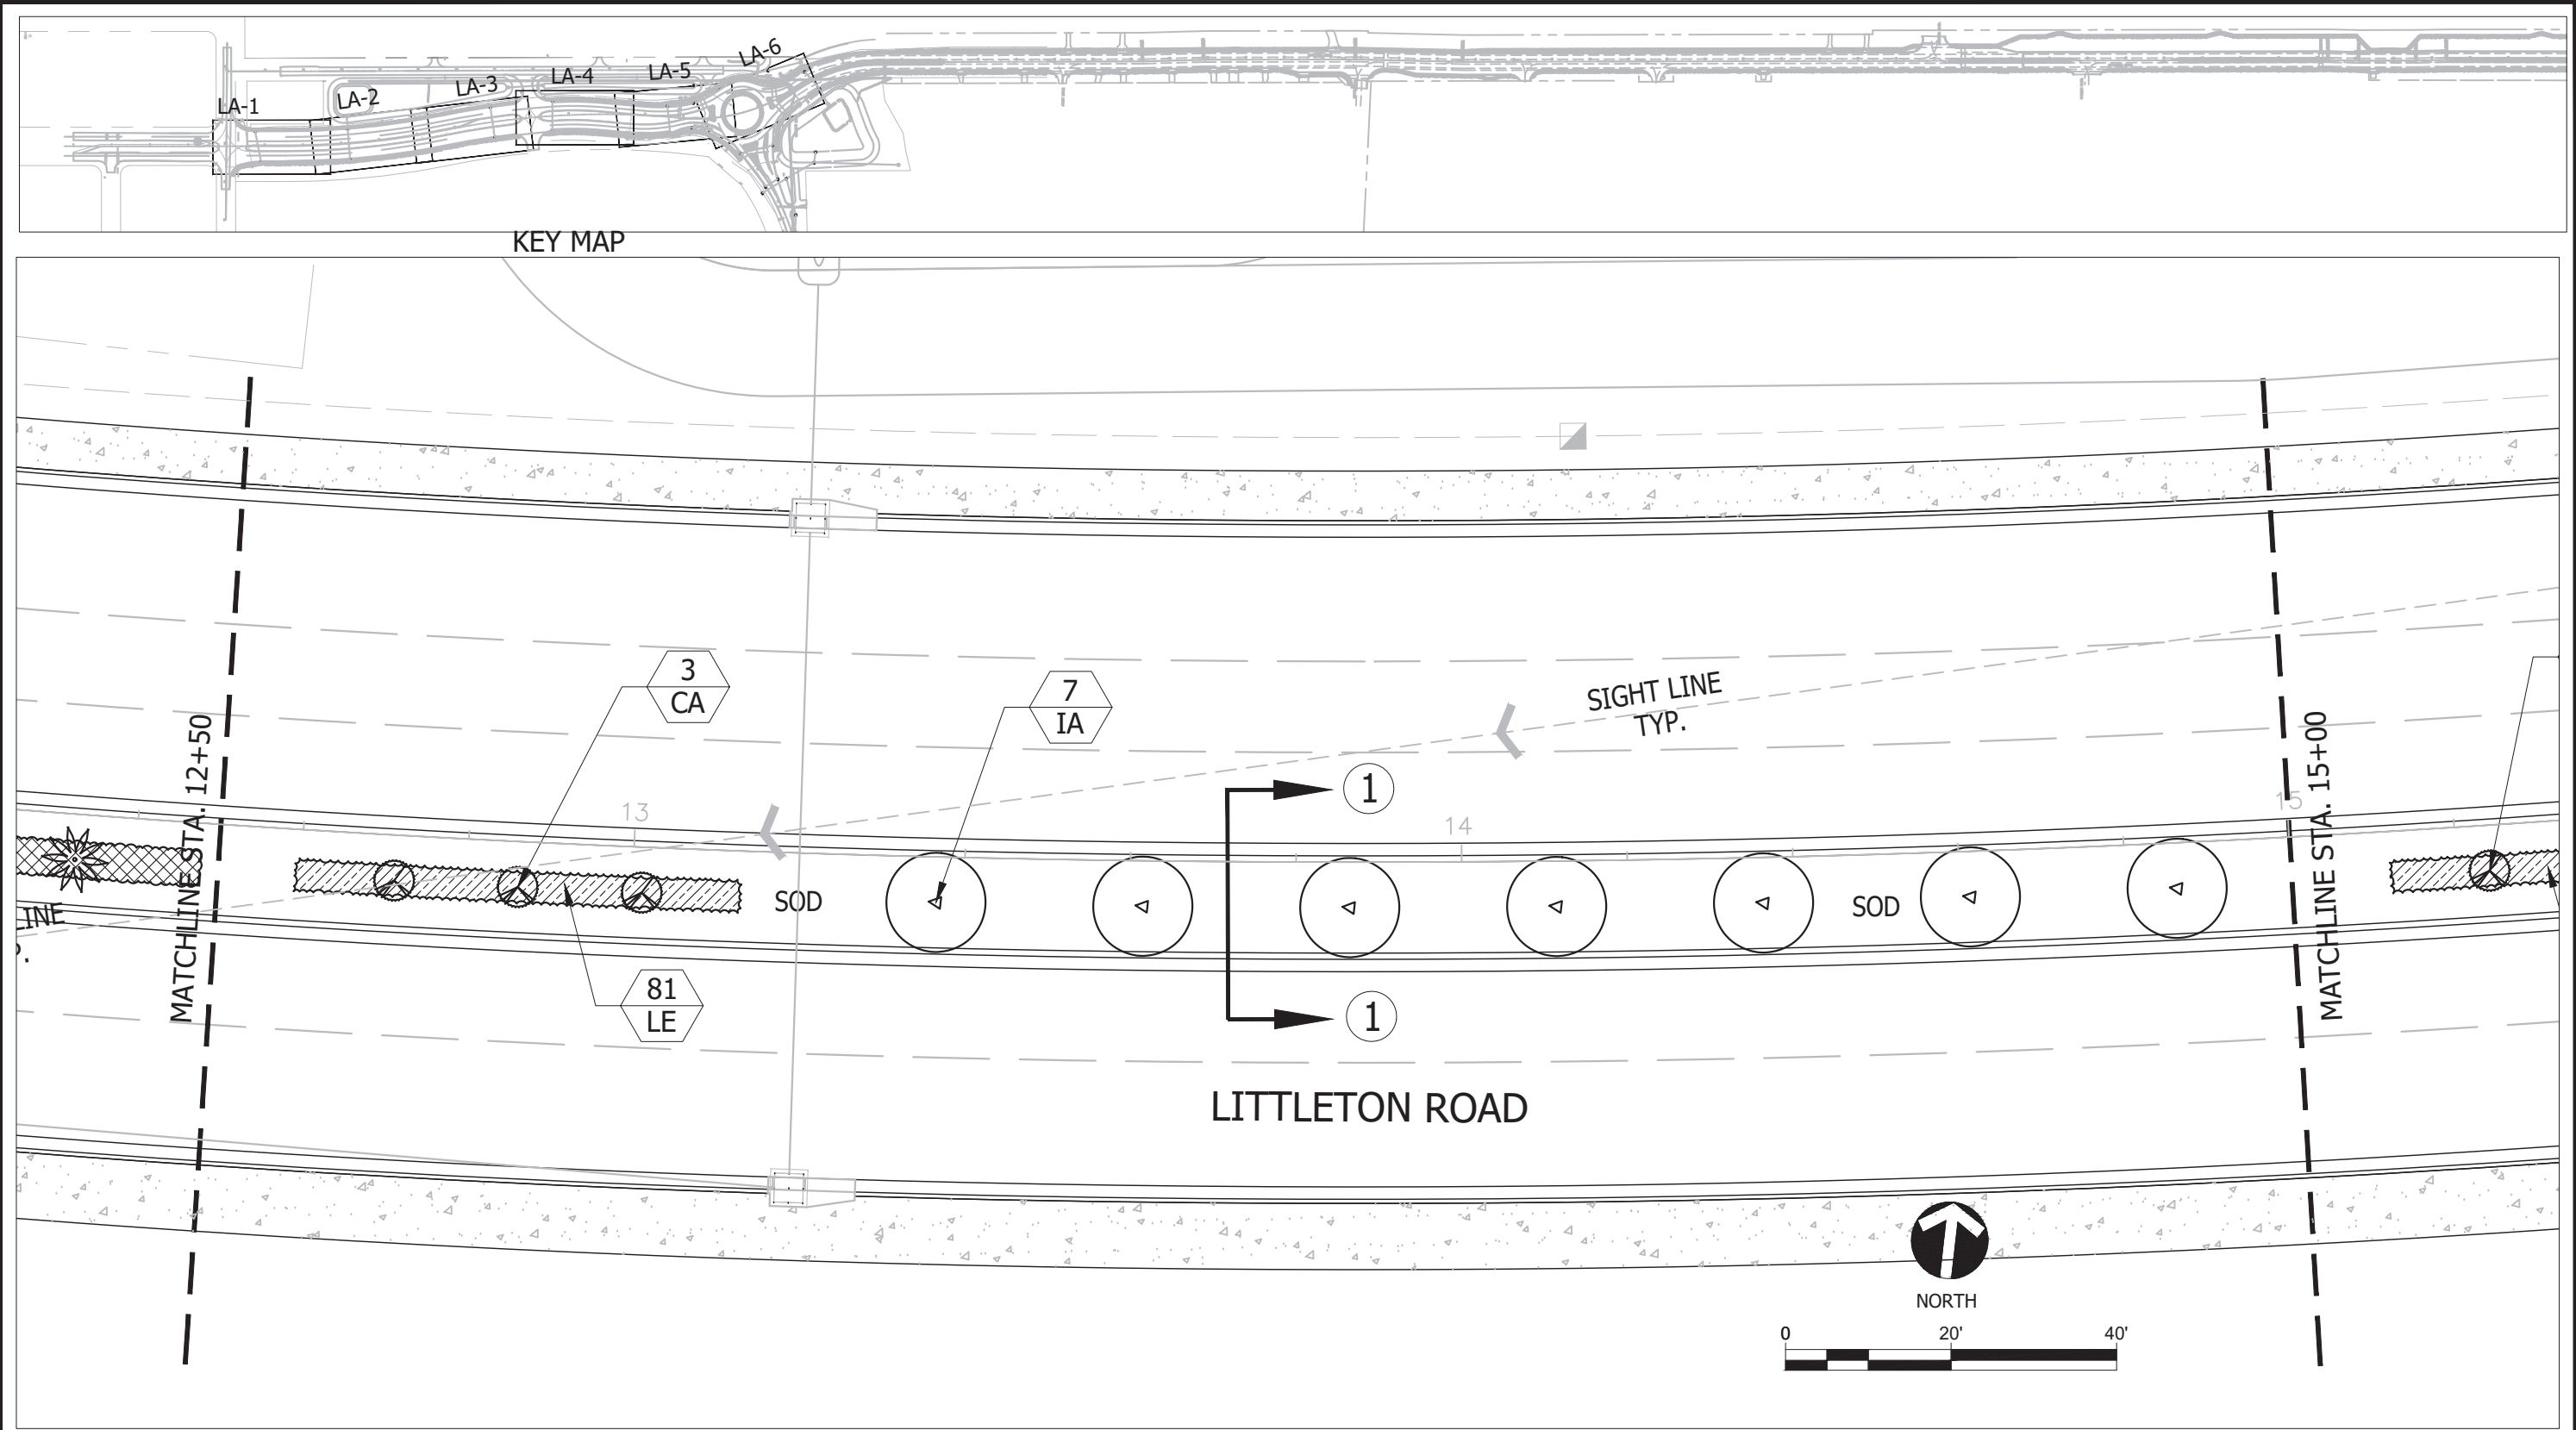 LA-1
LA-2
LA-3
LA-4
LA-5
LA-6
KEY MAP
MATCHLINE STA. 12+50
3
CA
7
IA
SIGHT LINE
TYP.
MATCHLINE STA. 15+00
1
13
14
15
SOD
SOD
LINE
81
LE
1
LITTLETON ROAD
NORTH
0 20' 40'